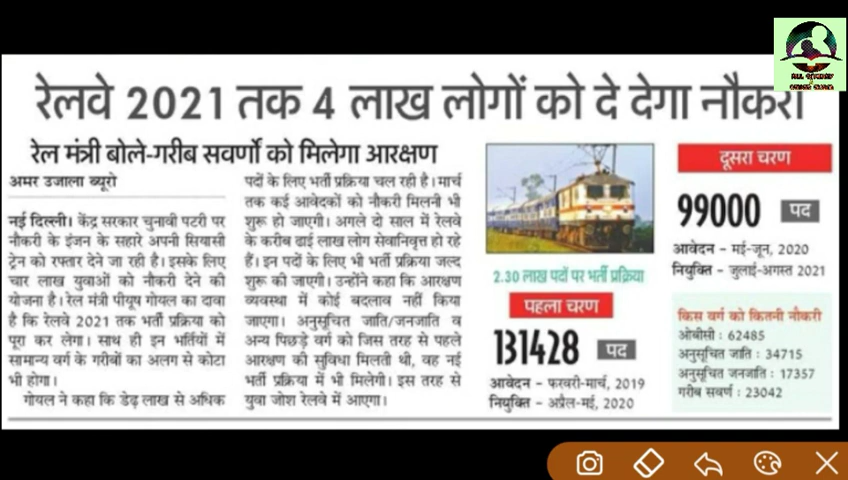 रेलवे 2021 तक 4 लाख लोगों को दे देगा नौकरी
रेल मंत्री बोले-गरीब सवर्णों को मिलेगा आरक्षण
अमर उजाला ब्यूरो
नई दिल्ली। केंद्र सरकार चुनावी पटरी पर
नौकरी के इंजन के सहारे अपनी सियासी
ट्रेन को रफ्तार देने जा रही है। इसके लिए
चार लाख युवाओं को नौकरी देने की
योजना है। रेल मंत्री पीयूष गोयल का दावा
है कि रेलवे 2021 तक भर्ती प्रक्रिया को
पूरा कर लेगा। साथ ही इन भर्तियों में
सामान्य वर्ग के गरीबों का अलग से कोटा
भी होगा।
गोयल ने कहा कि डेढ़ लाख से अधिक
पदों के लिए भर्ती प्रक्रिया चल रही है। मार्च
तक कई आवेदकों को नौकरी मिलनी भी
शुरू हो जाएगी। अगले दो साल में रेलवे
के करीब ढाई लाख लोग सेवानिवृत्त हो रहे
हैं। इन पदों के लिए भी भर्ती प्रक्रिया जल्द
शुरू की जाएगी। उन्होंने कहा कि आरक्षण
व्यवस्था में कोई बदलाव नहीं किया
जाएगा। अनुसूचित जाति/जनजाति व
अन्य पिछड़े वर्ग को जिस तरह से पहले
आरक्षण की सुविधा मिलती थी, वह नई
भर्ती प्रक्रिया में भी मिलेगी। इस तरह से
युवा जोश रेलवे में आएगा।
2.30 लाख पदों पर भर्ती प्रक्रिया
पहला चरण
131428 पद
आवेदन - फरवरी-मार्च, 2019
नियुक्ति - अप्रैल-मई, 2020
दूसरा चरण
99000 पद
आवेदन - मई-जून, 2020
नियुक्ति - जुलाई-अगस्त 2021
किस वर्ग को कितनी नौकरी
ओबीसी : 62485
अनुसूचित जाति : 34715
अनुसूचित जनजाति : 17357
गरीब सवर्ण : 23042